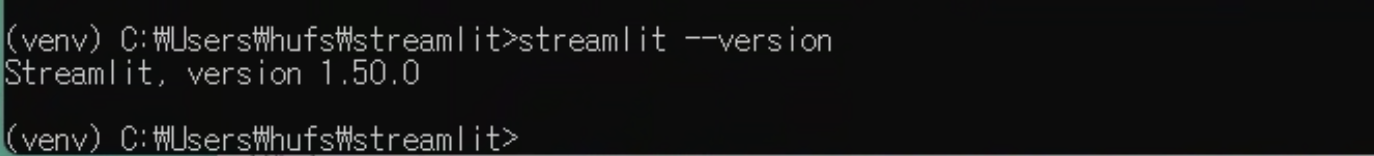 (venv) C:₩Users₩hufs₩streamlit>streamlit --version
Streamlit, version 1.50.0
(venv) C:₩Users₩hufs₩streamlit>